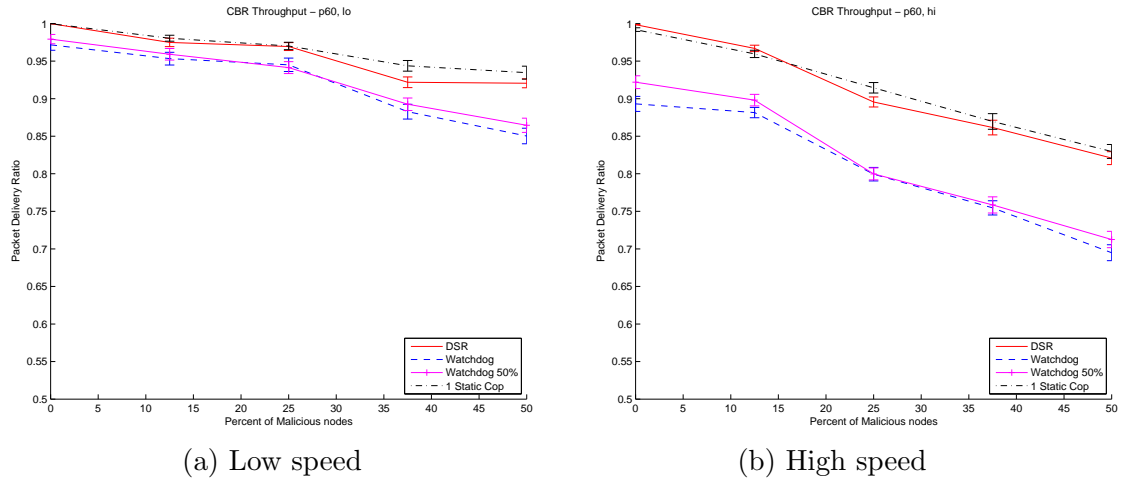 CBR Throughput – p60, lo
1
0.95
0.9
0.85
0.8
0.75
0.7
0.65
0.6
0.55
0.5
Packet Delivery Ratio
0 5 10 15 20 25 30 35 40 45 50
Percent of Malicious nodes
DSR
Watchdog
Watchdog 50%
1 Static Cop
(a) Low speed
CBR Throughput – p60, hi
1
0.95
0.9
0.85
0.8
0.75
0.7
0.65
0.6
0.55
0.5
Packet Delivery Ratio
0 5 10 15 20 25 30 35 40 45 50
Percent of Malicious nodes
DSR
Watchdog
Watchdog 50%
1 Static Cop
(b) High speed